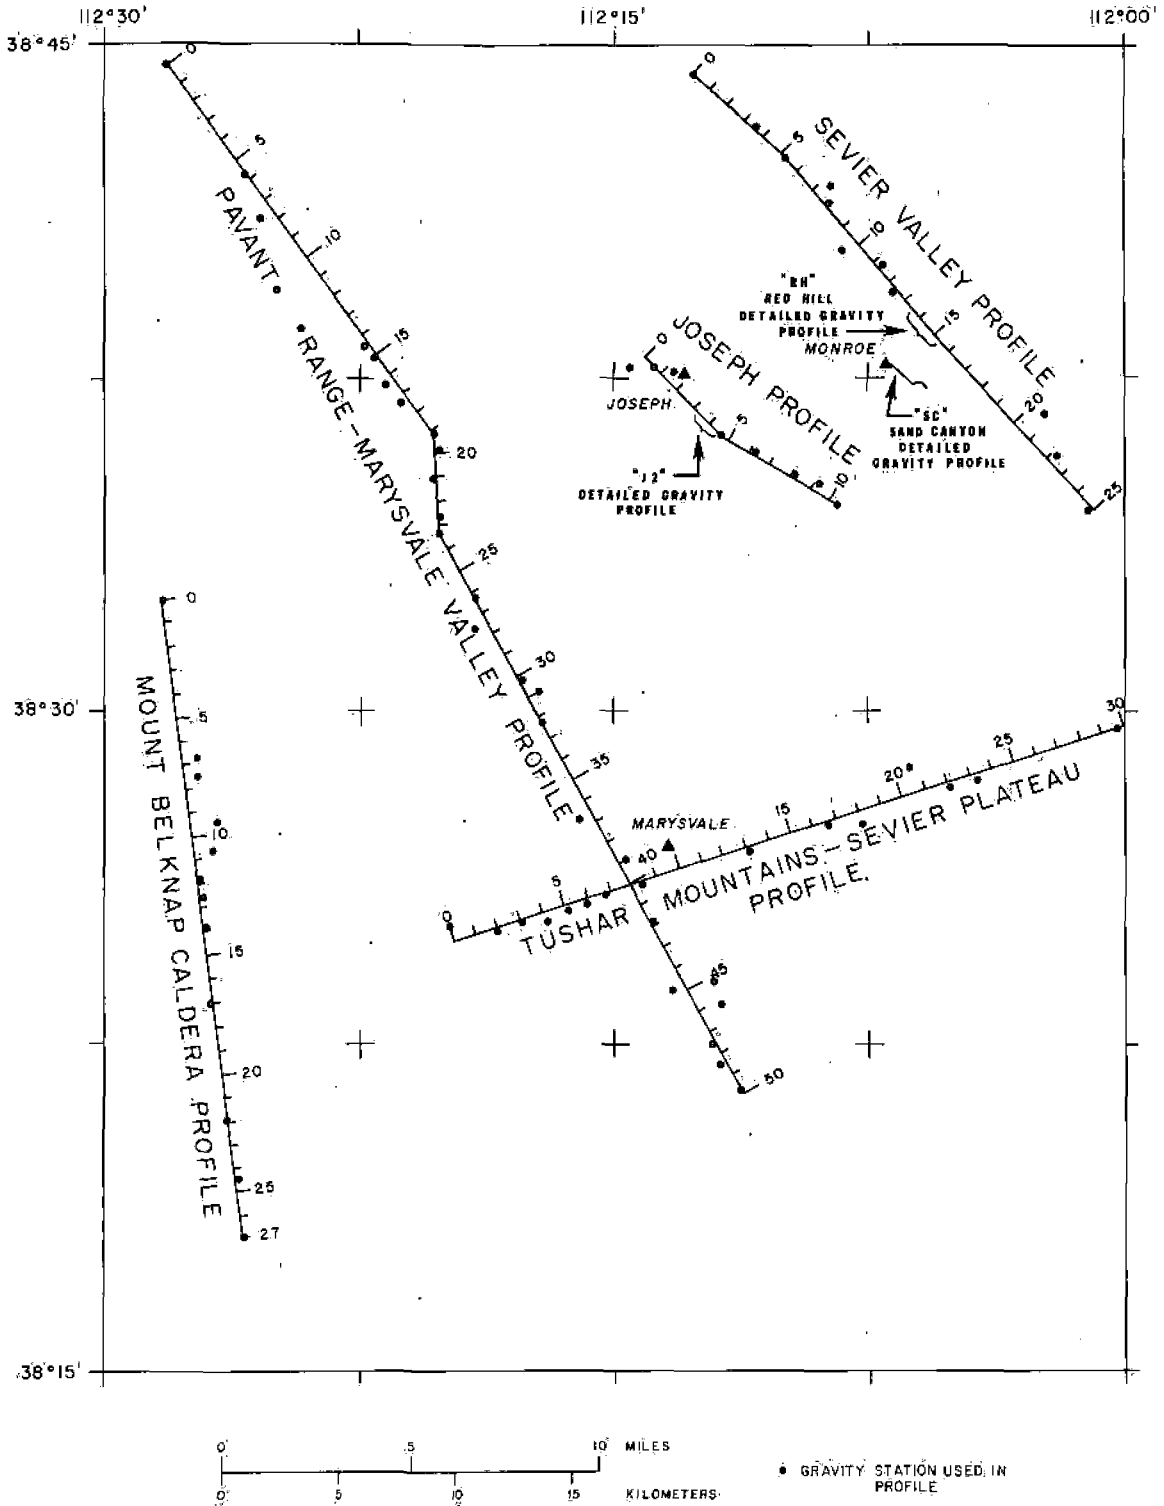 112°30' 112°15' 112°00'
38°45'
0
5
10
15
20
25
30
35
40
45
50
PAVANT RANGE-MARYSVALE VALLEY PROFILE
0
5
10
15
20
25
SEVIER VALLEY PROFILE
"RH"
RED HILL
DETAILED GRAVITY
PROFILE
MONROE
"SC"
SAND CANYON
DETAILED
GRAVITY PROFILE
0
5
10
JOSEPH PROFILE
JOSEPH
"J2"
DETAILED GRAVITY
PROFILE
38°30'
0
5
10
15
20
25
27
MOUNT BELKNAP CALDERA PROFILE
MARYSVALE
0
5
15
20
25
30
TUSHAR MOUNTAINS-SEVIER PLATEAU
PROFILE
38°15'
0 5 10 MILES
0 5 10 15 KILOMETERS
GRAVITY STATION USED IN
PROFILE